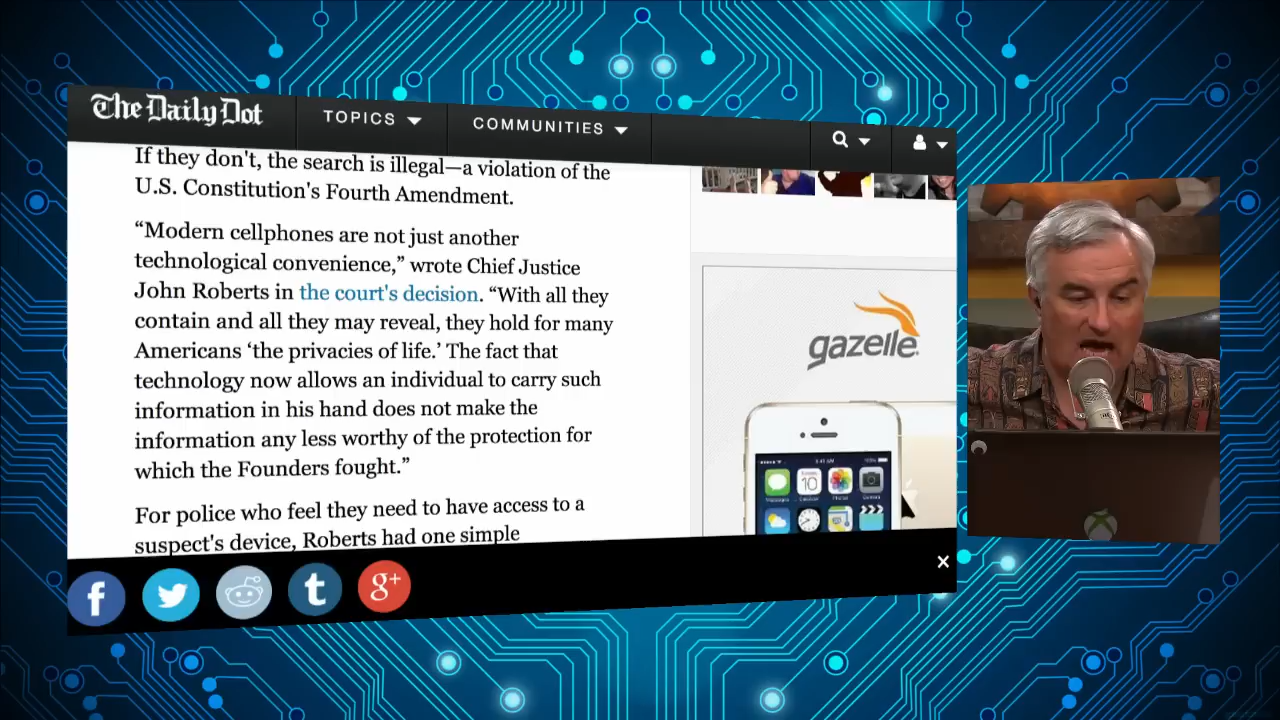 The Daily Dot
TOPICS
COMMUNITIES
If they don't, the search is illegal—a violation of the
U.S. Constitution's Fourth Amendment.
“Modern cellphones are not just another
technological convenience,” wrote Chief Justice
John Roberts in the court's decision. “With all they
contain and all they may reveal, they hold for many
Americans ‘the privacies of life.’ The fact that
technology now allows an individual to carry such
information in his hand does not make the
information any less worthy of the protection for
which the Founders fought.”
For police who feel they need to have access to a
suspect's device, Roberts had one simple
gazelle
10
f
t
g+